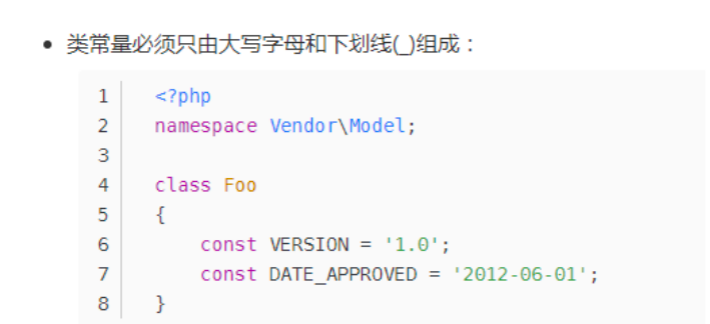 • 类常量必须只由大写字母和下划线(_)组成：
1 <?php
2 namespace Vendor\Model;
3
4 class Foo
5 {
6     const VERSION = '1.0';
7     const DATE_APPROVED = '2012-06-01';
8 }